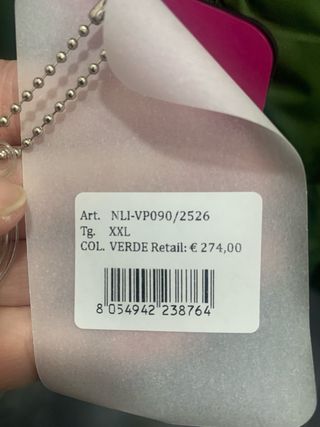 Art. NLI-VP090/2526
Tg. XXL
COL. VERDE Retail: € 274,00
8 054942 238764